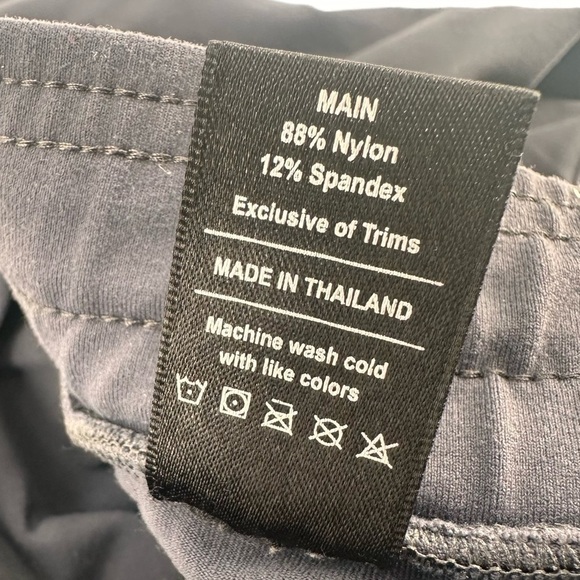 MAIN
88% Nylon
12% Spandex
Exclusive of Trims
MADE IN THAILAND
Machine wash cold
with like colors